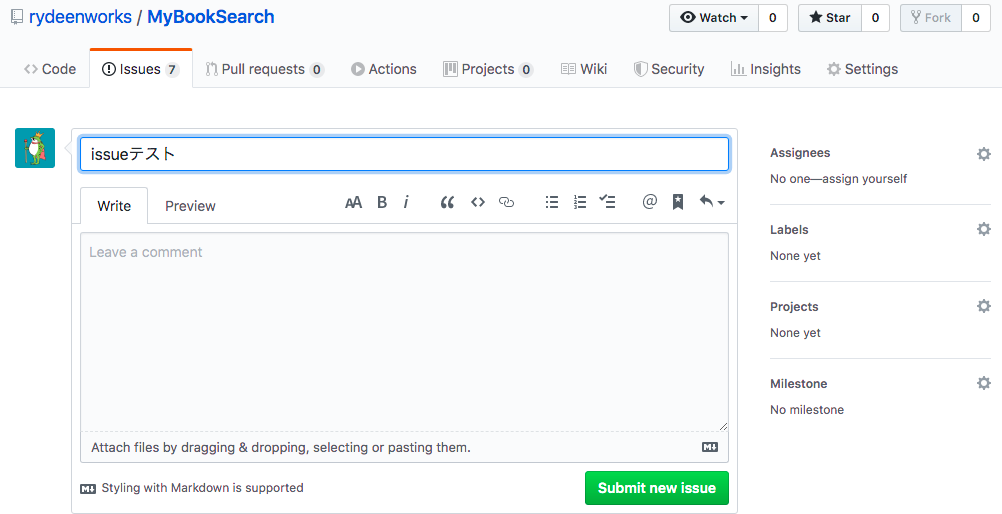 rydeenworks / MyBookSearch
Watch 0 Star 0 Fork 0
Code Issues 7 Pull requests 0 Actions Projects 0 Wiki Security Insights Settings
issueテスト
Write Preview
AA B i
Leave a comment
Attach files by dragging & dropping, selecting or pasting them.
Styling with Markdown is supported
Submit new issue
Assignees
No one—assign yourself
Labels
None yet
Projects
None yet
Milestone
No milestone